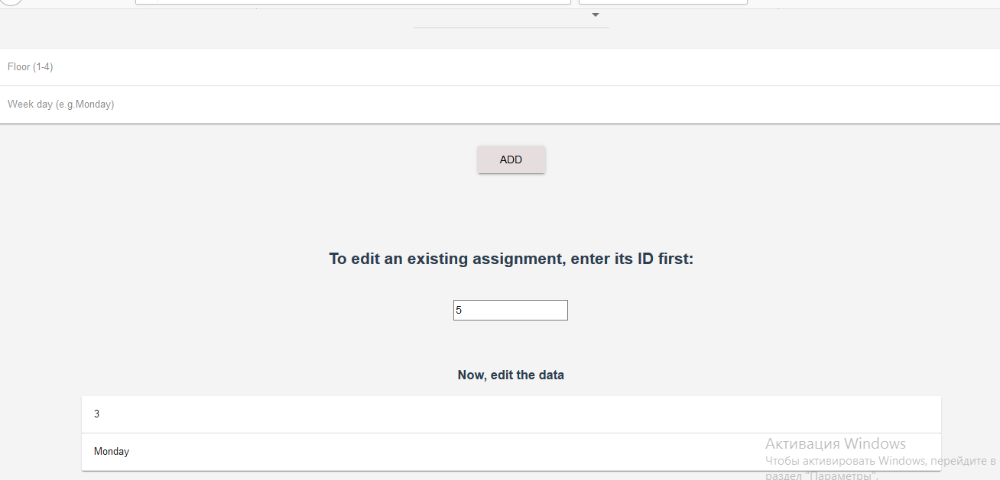 Floor (1-4)
Week day (e.g.Monday)
ADD
To edit an existing assignment, enter its ID first:
5
Now, edit the data
3
Monday
Активация Windows
Чтобы активировать Windows, перейдите в
раздел "Параметры".